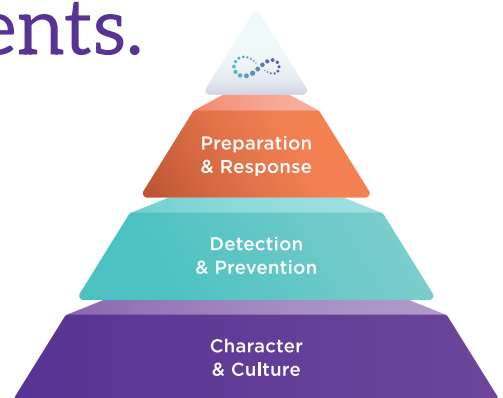 ents.
Preparation
& Response
Detection
& Prevention
Character
& Culture